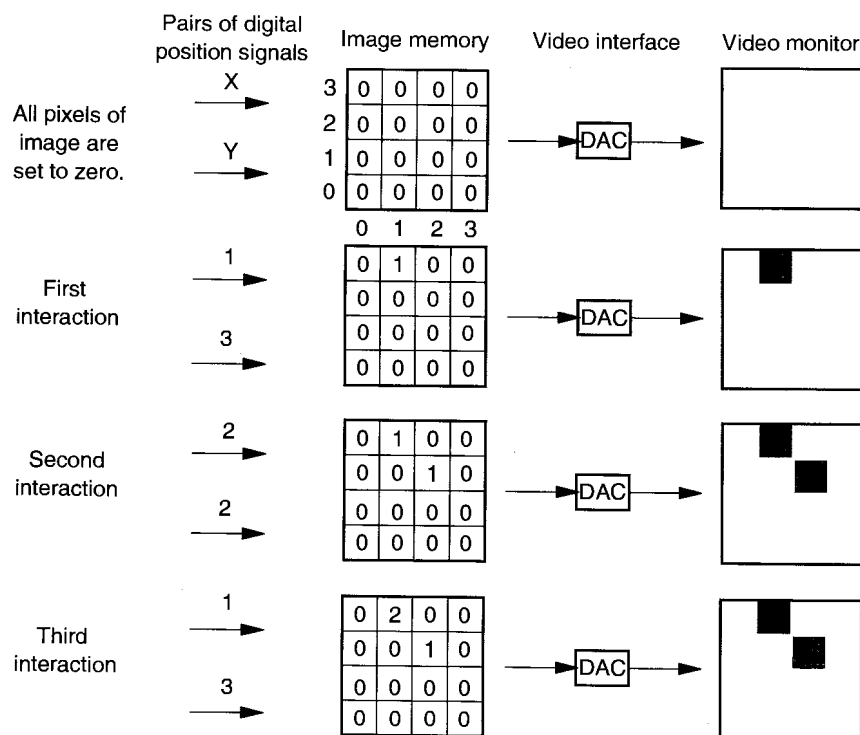 Pairs of digital
position signals
Image memory
Video interface
Video monitor
All pixels of
image are
set to zero.
X
Y
3 0 0 0 0
2 0 0 0 0
1 0 0 0 0
0 0 0 0 0
0 1 2 3
DAC
First
interaction
1
3
0 1 0 0
0 0 0 0
0 0 0 0
0 0 0 0
DAC
Second
interaction
2
2
0 1 0 0
0 0 1 0
0 0 0 0
0 0 0 0
DAC
Third
interaction
1
3
0 2 0 0
0 0 1 0
0 0 0 0
0 0 0 0
DAC